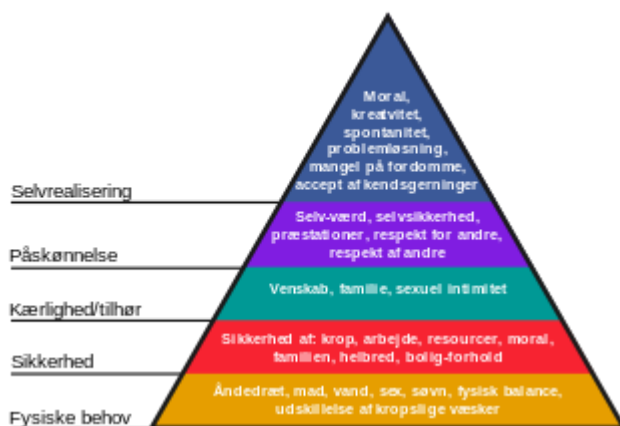 Moral,
kreatvitet,
spontanitet,
problemløsning,
mangel på fordomme,
accept af kendsgerninger
Selvrealisering
Selv-værd, selvsikkerhed,
præstationer, respekt for andre,
respekt af andre
Påskønnelse
Venskab, familie, sexuel intimitet
Kærlighed/tilhør
Sikkerhed af: krop, arbejde, resourcer, moral,
familien, helbred, bolig-forhold
Sikkerhed
Åndedræt, mad, vand, sex, søvn, fysisk balance,
udskillelse af kropslige væsker
Fysiske behov